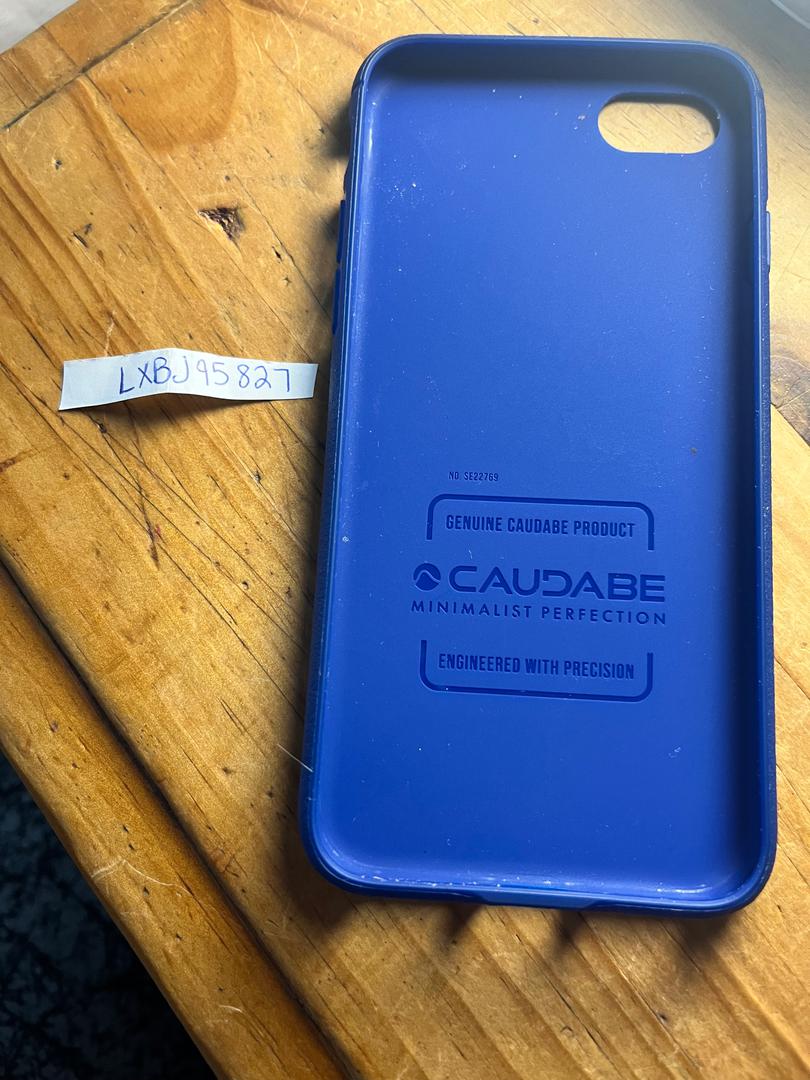 LXBJ95827
NO. SE22769
GENUINE CAUDABE PRODUCT
CAUDABE
MINIMALIST PERFECTION
ENGINEERED WITH PRECISION